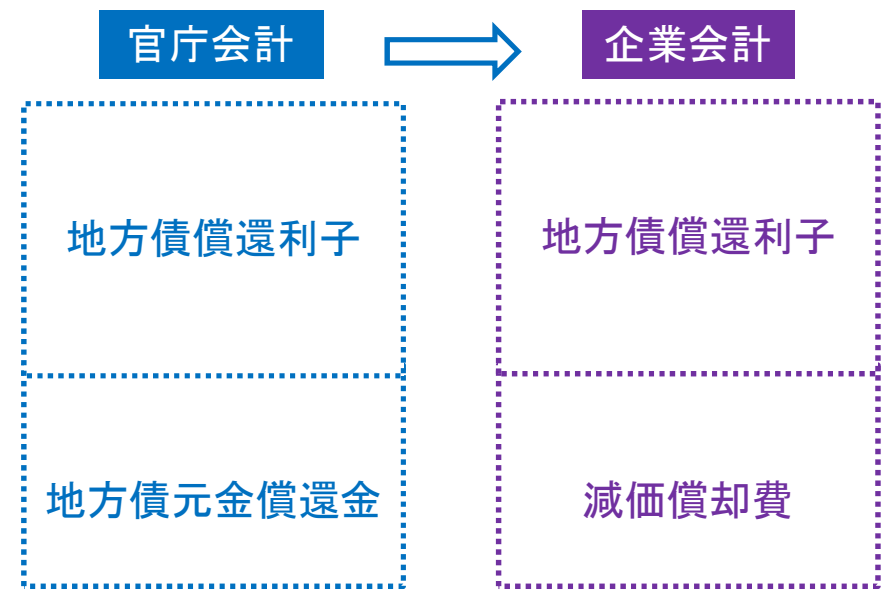 官庁会計
企業会計
地方債償還利子
地方債償還利子
地方債元金償還金
減価償却費